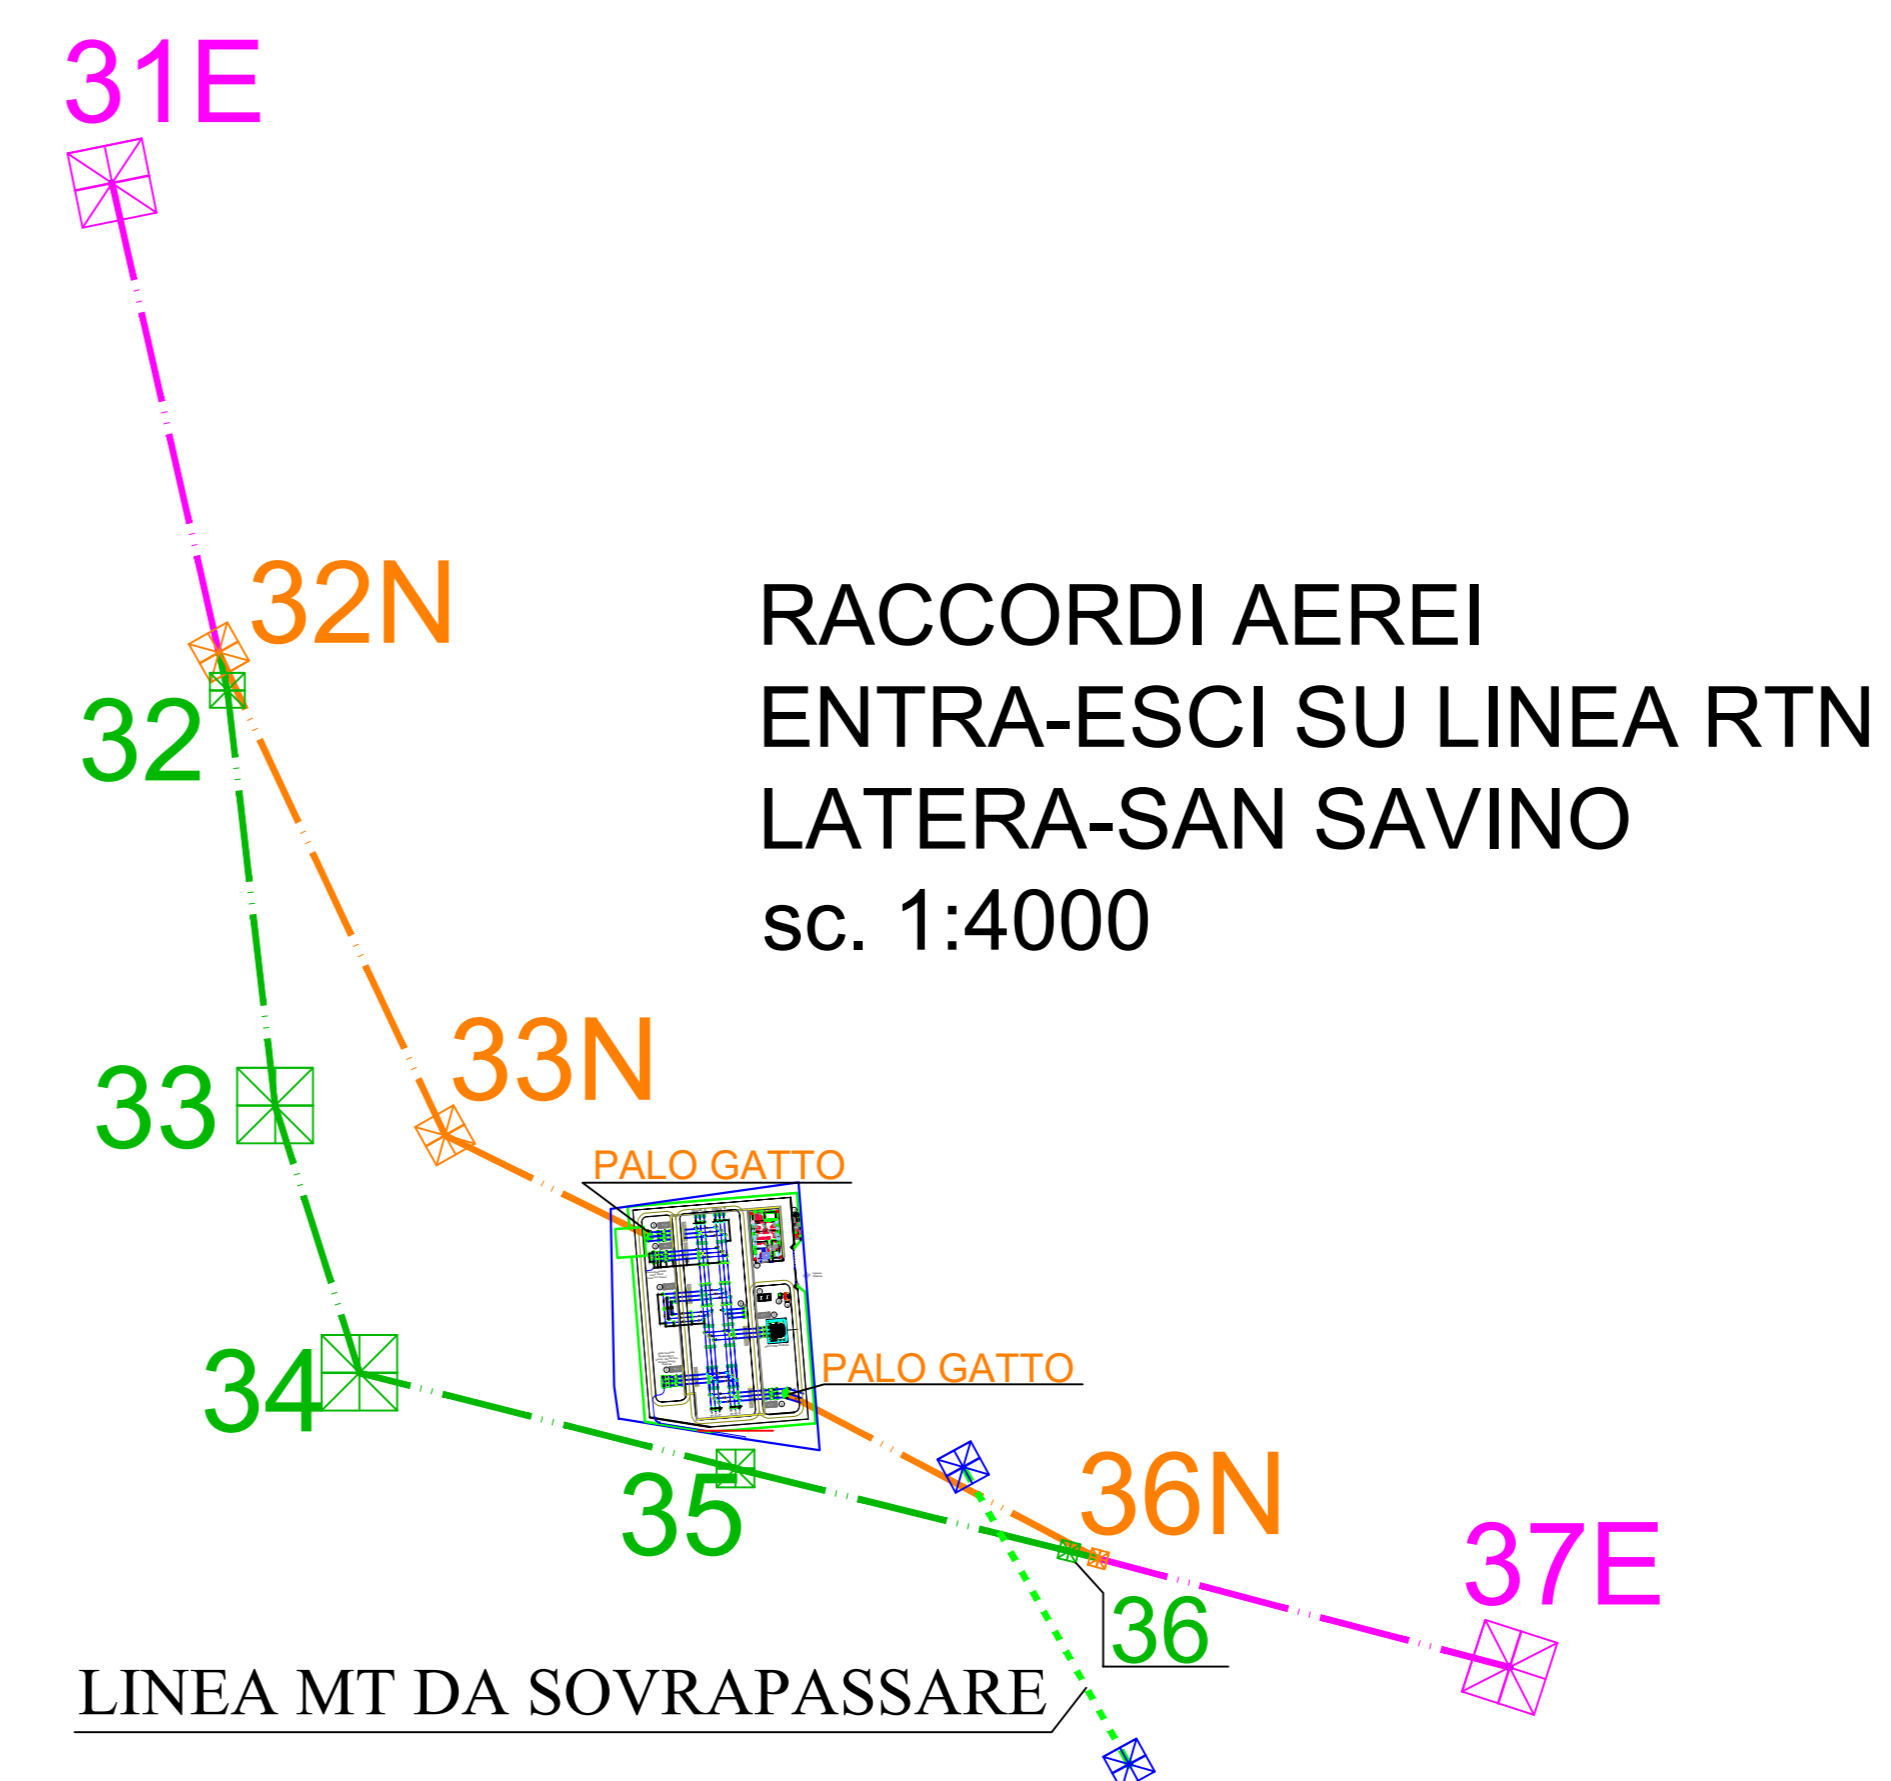 31E
32N
RACCORDI AEREI
ENTRA-ESCI SU LINEA RTN
LATERA-SAN SAVINO
sc. 1:4000
32
33N
33
PALO GATTO
34
PALO GATTO
35
36N
37E
36
LINEA MT DA SOVRAPASSARE